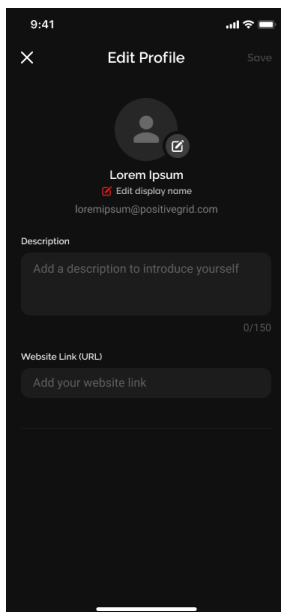 9:41
Edit Profile
Save
Lorem Ipsum
Edit display name
loremipsum@positivegrid.com
Description
Add a description to introduce yourself
0/150
Website Link (URL)
Add your website link